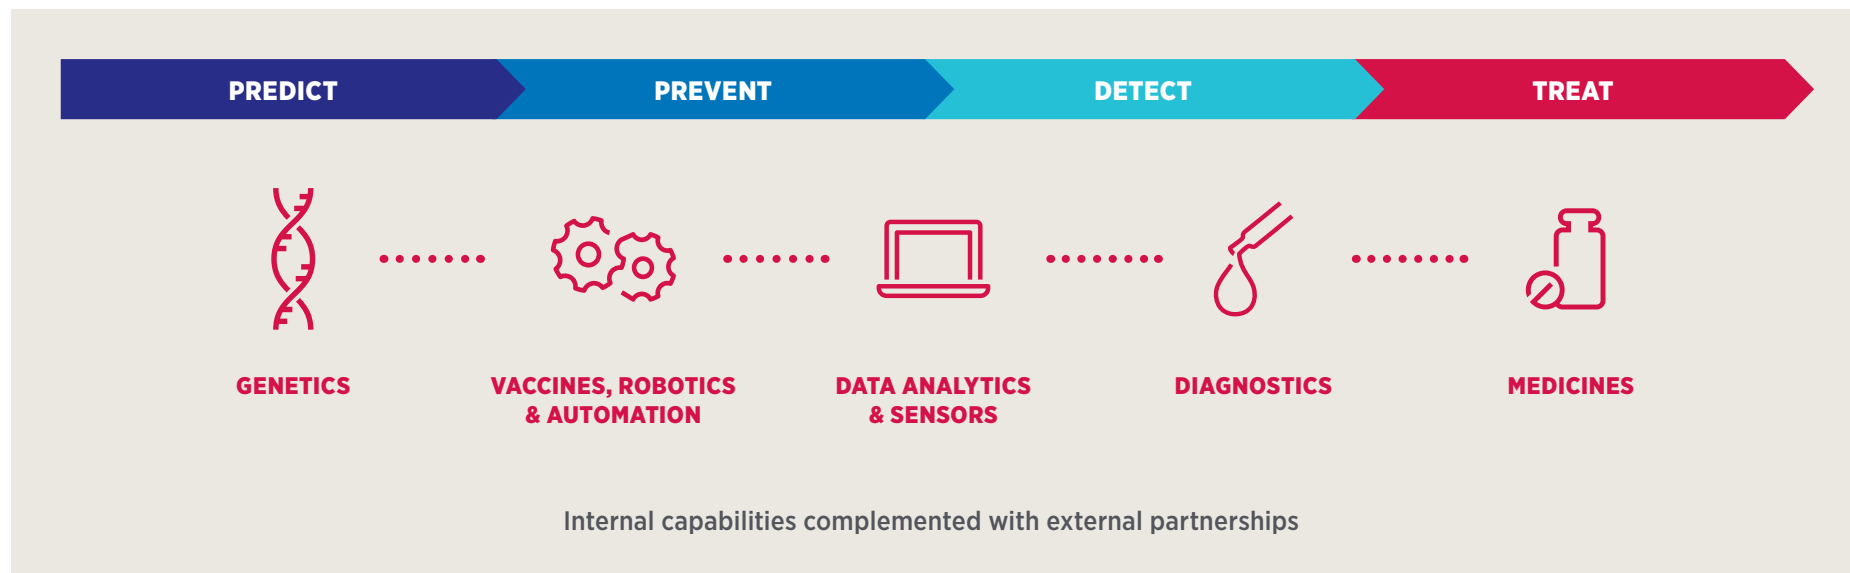 PREDICT
PREVENT
DETECT
TREAT
GENETICS
VACCINES, ROBOTICS
& AUTOMATION
DATA ANALYTICS
& SENSORS
DIAGNOSTICS
MEDICINES
Internal capabilities complemented with external partnerships